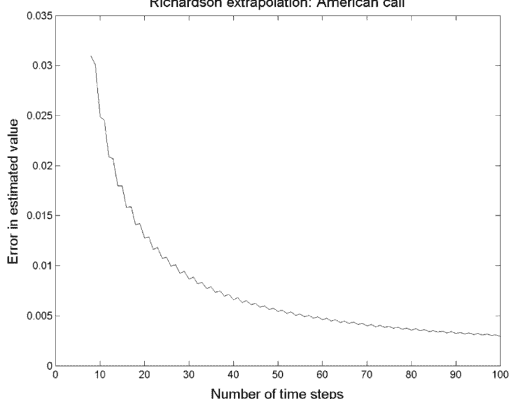 Richardson extrapolation: American call
0.035
0.03
0.025
0.02
0.015
0.01
0.005
0
0 10 20 30 40 50 60 70 80 90 100
Error in estimated value
Number of time steps